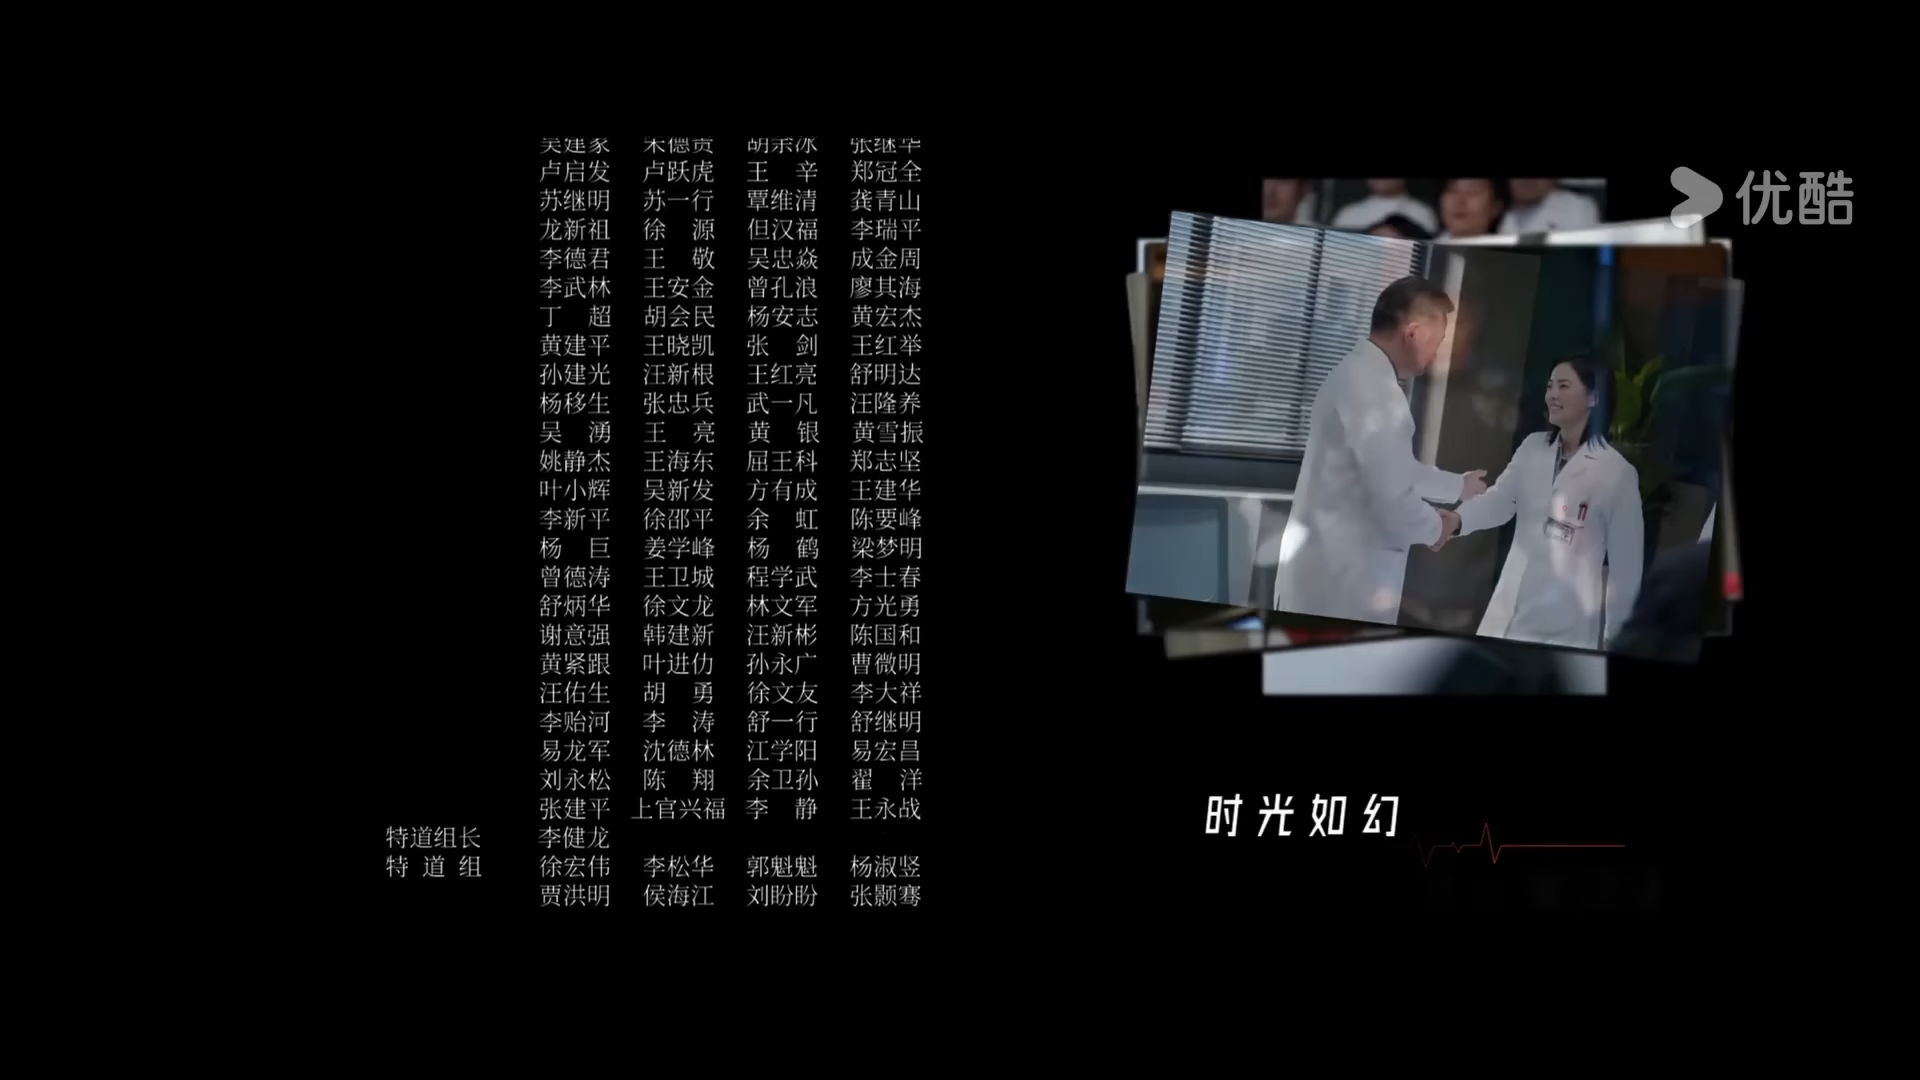 卢启发 卢跃虎 王 辛 郑冠全
苏继明 苏一行 覃维清 龚青山
龙新祖 徐 源 但汉福 李瑞平
李德君 王 敬 吴忠焱 成金周
李武林 王安金 曾孔浪 廖其海
丁 超 胡会民 杨安志 黄宏杰
黄建平 王晓凯 张 剑 王红举
孙建光 汪新根 王红亮 舒明达
杨移生 张忠兵 武一凡 汪隆养
吴 湧 王 亮 黄 银 黄雪振
姚静杰 王海东 屈王科 郑志坚
叶小辉 吴新发 方有成 王建华
李新平 徐邵平 余 虹 陈要峰
杨 巨 姜学峰 杨 鹤 梁梦明
曾德涛 王卫城 程学武 李士春
舒炳华 徐文龙 林文军 方光勇
谢意强 韩建新 汪新彬 陈国和
黄紧跟 叶进仂 孙永广 曹微明
汪佑生 胡 勇 徐文友 李大祥
李贻河 李 涛 舒一行 舒继明
易龙军 沈德林 江学阳 易宏昌
刘永松 陈 翔 余卫孙 翟 洋
张建平 上官兴福 李 静 王永战
特道组长 李健龙
特道组 徐宏伟 李松华 郭魁魁 杨淑竖
贾洪明 侯海江 刘盼盼 张颢骞
优酷
时光如幻